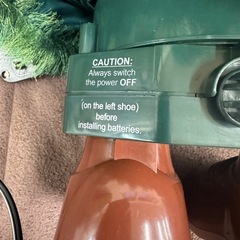 CAUTION:
Always switch
the power OFF
(on the left shoe)
before
installing batteries.